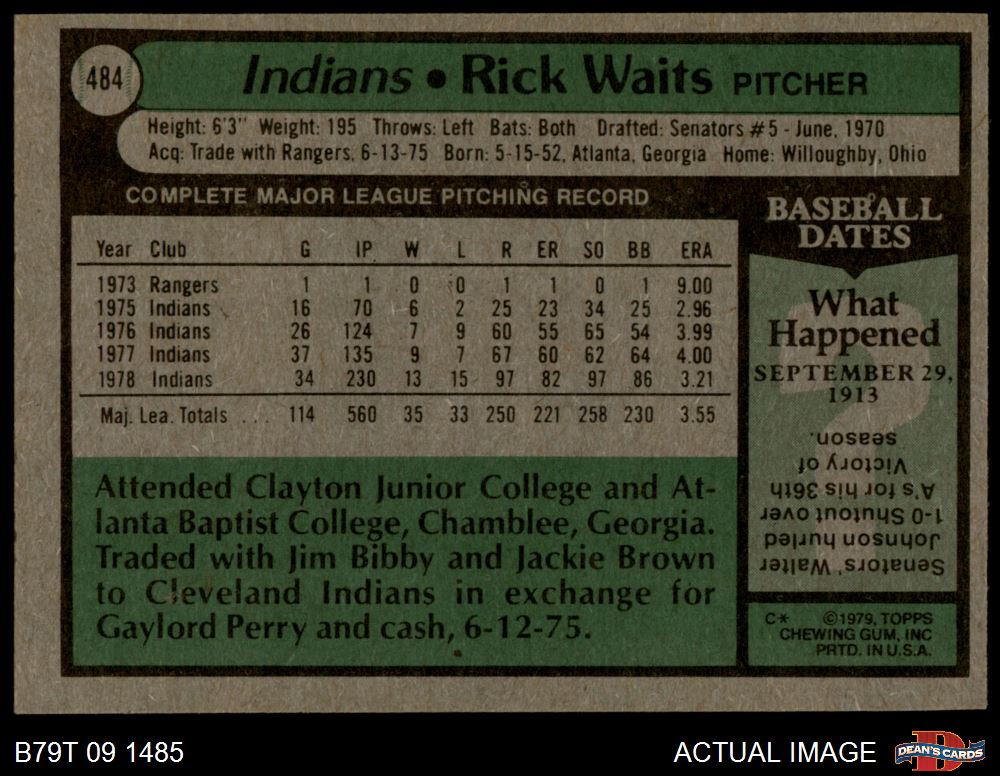 484
Indians • Rick Waits PITCHER
Height: 6'3" Weight: 195 Throws: Left Bats: Both Drafted: Senators #5 - June, 1970
Acq: Trade with Rangers, 6-13-75 Born: 5-15-52, Atlanta, Georgia Home: Willoughby, Ohio
COMPLETE MAJOR LEAGUE PITCHING RECORD
Year Club G IP W L R ER SO BB ERA
1973 Rangers 1 1 0 0 1 1 0 1 9.00
1975 Indians 16 70 6 2 25 23 34 25 2.96
1976 Indians 26 124 7 9 60 55 65 54 3.99
1977 Indians 37 135 9 7 67 60 62 64 4.00
1978 Indians 34 230 13 15 97 82 97 86 3.21
Maj. Lea. Totals . . . 114 560 35 33 250 221 258 230 3.55
Attended Clayton Junior College and At-
lanta Baptist College, Chamblee, Georgia.
Traded with Jim Bibby and Jackie Brown
to Cleveland Indians in exchange for
Gaylord Perry and cash, 6-12-75.
BASEBALL
DATES
What
Happened
SEPTEMBER 29,
1913
Senators' Walter
Johnson hurled
1-0 Shutout over
A's for his 36th
Victory of
season.
C* ©1979, TOPPS
CHEWING GUM, INC
PRTD. IN U.S.A.
B79T 09 1485
ACTUAL IMAGE
DEAN'S CARDS